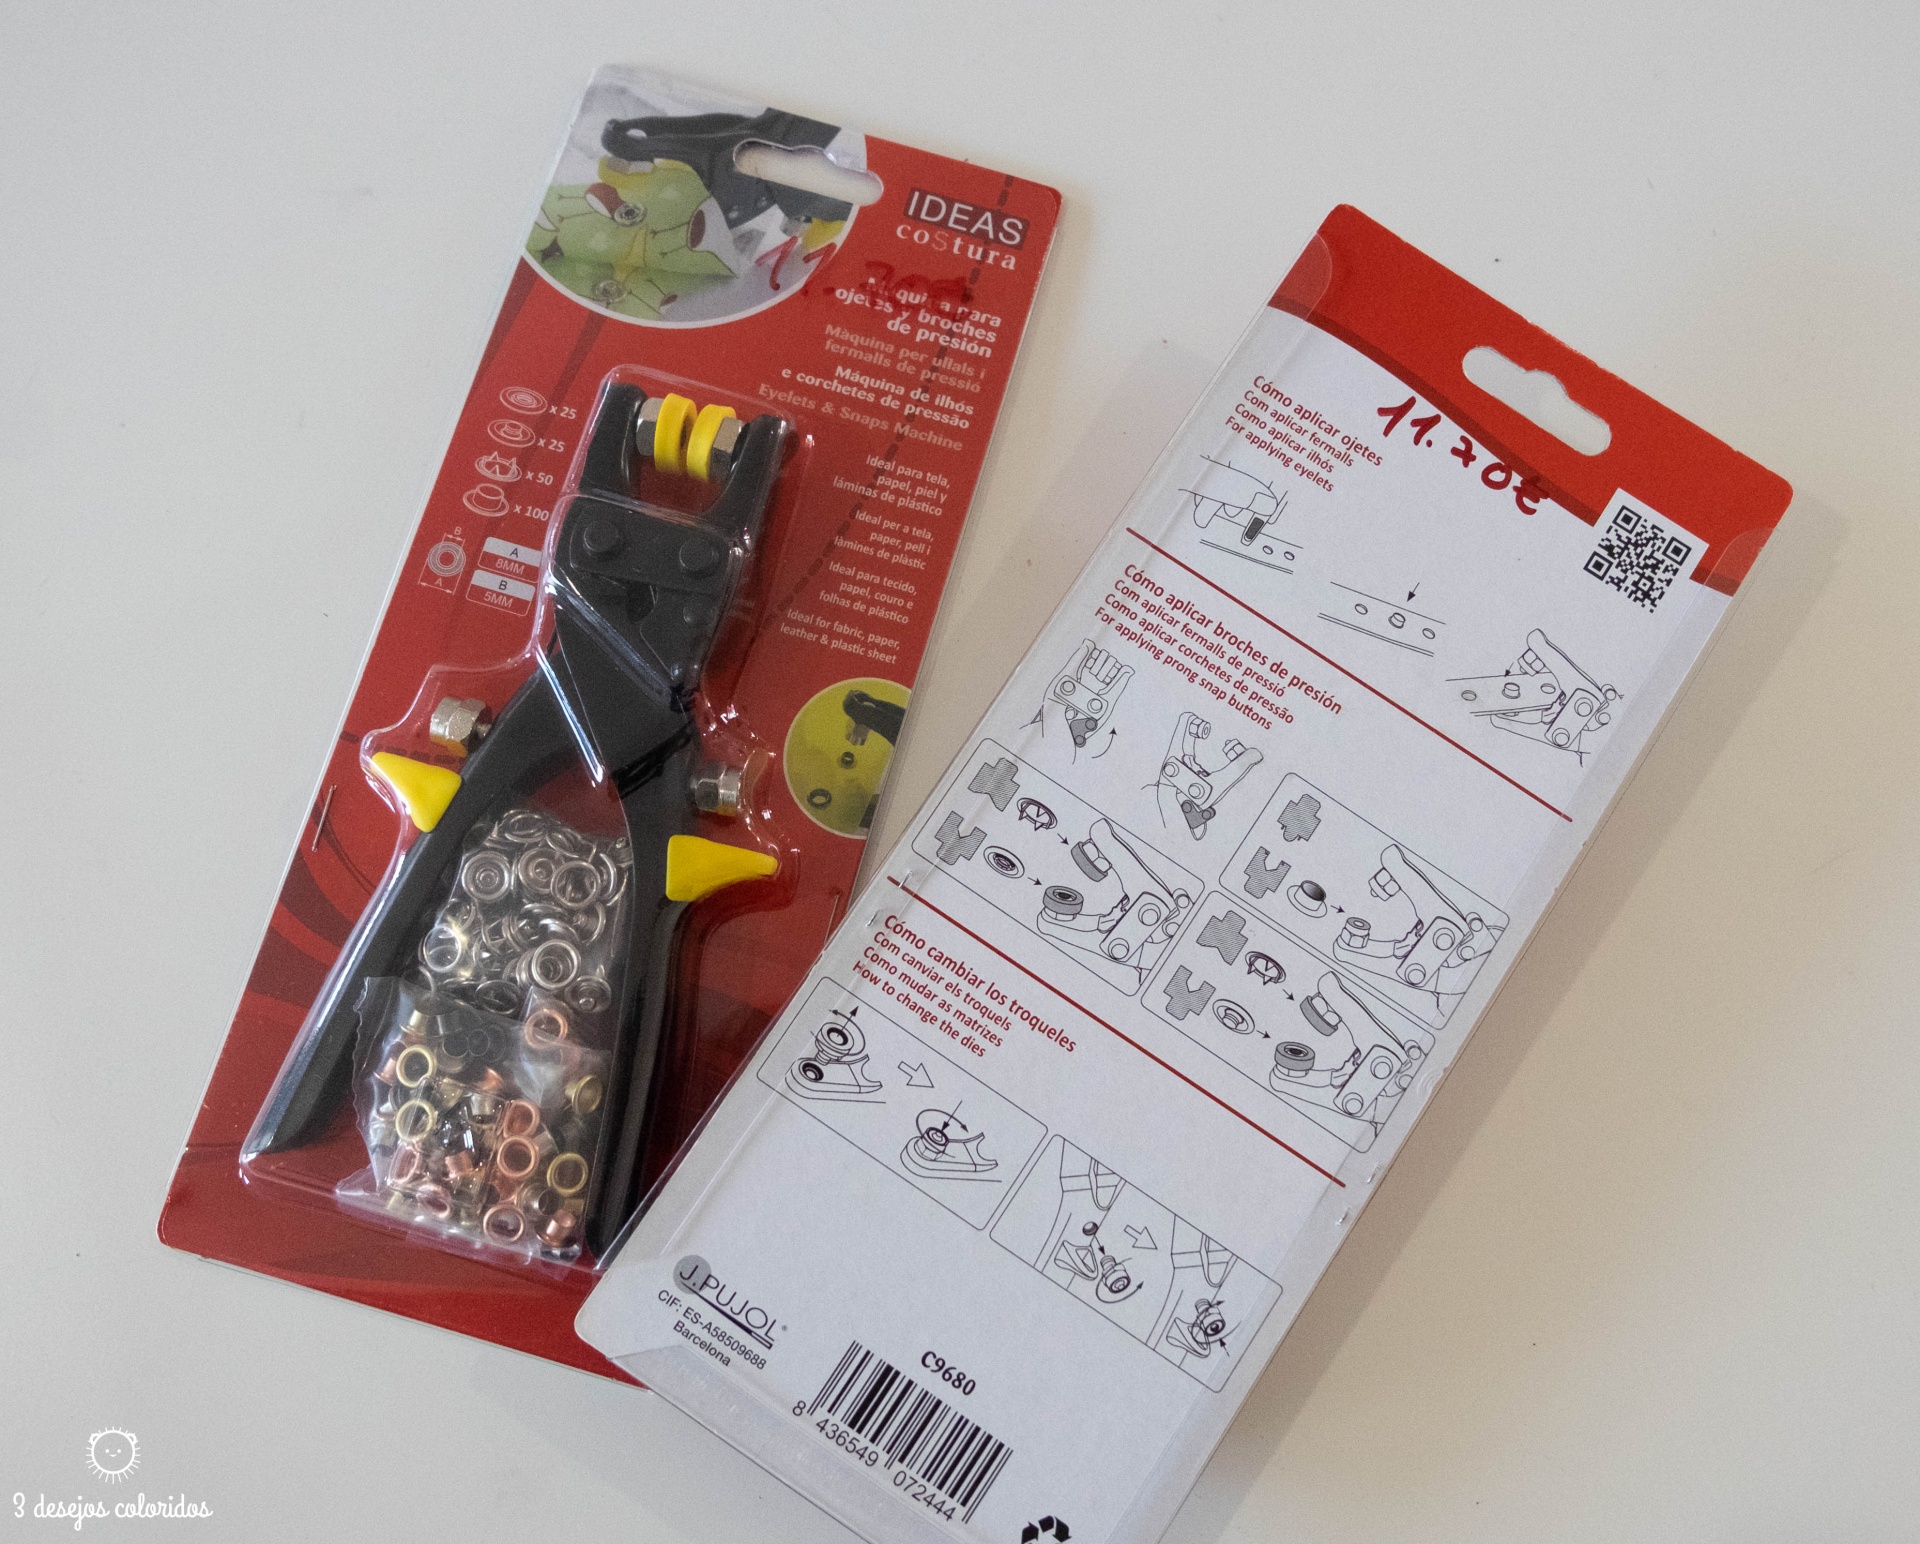 IDEAS
coStura
Máquina para
ojetes y broches
de presión
Màquina per ullals i
fermalls de pressió
Máquina de ilhós
e corchetes de pressão
Eyelets & Snaps Machine
Ideal para tela,
papel, piel y
láminas de plástico
Ideal per a tela,
paper, pell i
làmines de plàstic
Ideal para tecido,
papel, couro e
folhas de plástico
Ideal for fabric, paper,
leather & plastic sheet
x 25
x 25
x 50
x 100
B
A
A
8MM
B
5MM
11.70€
Cómo aplicar ojetes
Com aplicar fermalls
Como aplicar ilhós
For applying eyelets
Cómo aplicar broches de presión
Com aplicar fermalls de pressió
Como aplicar corchetes de pressão
For applying prong snap buttons
Cómo cambiar los troqueles
Com canviar els troquels
Como mudar as matrizes
How to change the dies
J.PUJOL
CIF: ES-A58509688
Barcelona
C9680
8 436549 072444
3 desejos coloridos